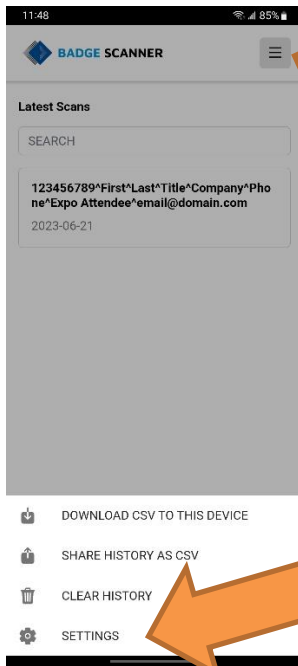 11:48 85%
BADGE SCANNER
Latest Scans
SEARCH
123456789^First^Last^Title^Company^Pho
ne^Expo Attendee^email@domain.com
2023-06-21
DOWNLOAD CSV TO THIS DEVICE
SHARE HISTORY AS CSV
CLEAR HISTORY
SETTINGS